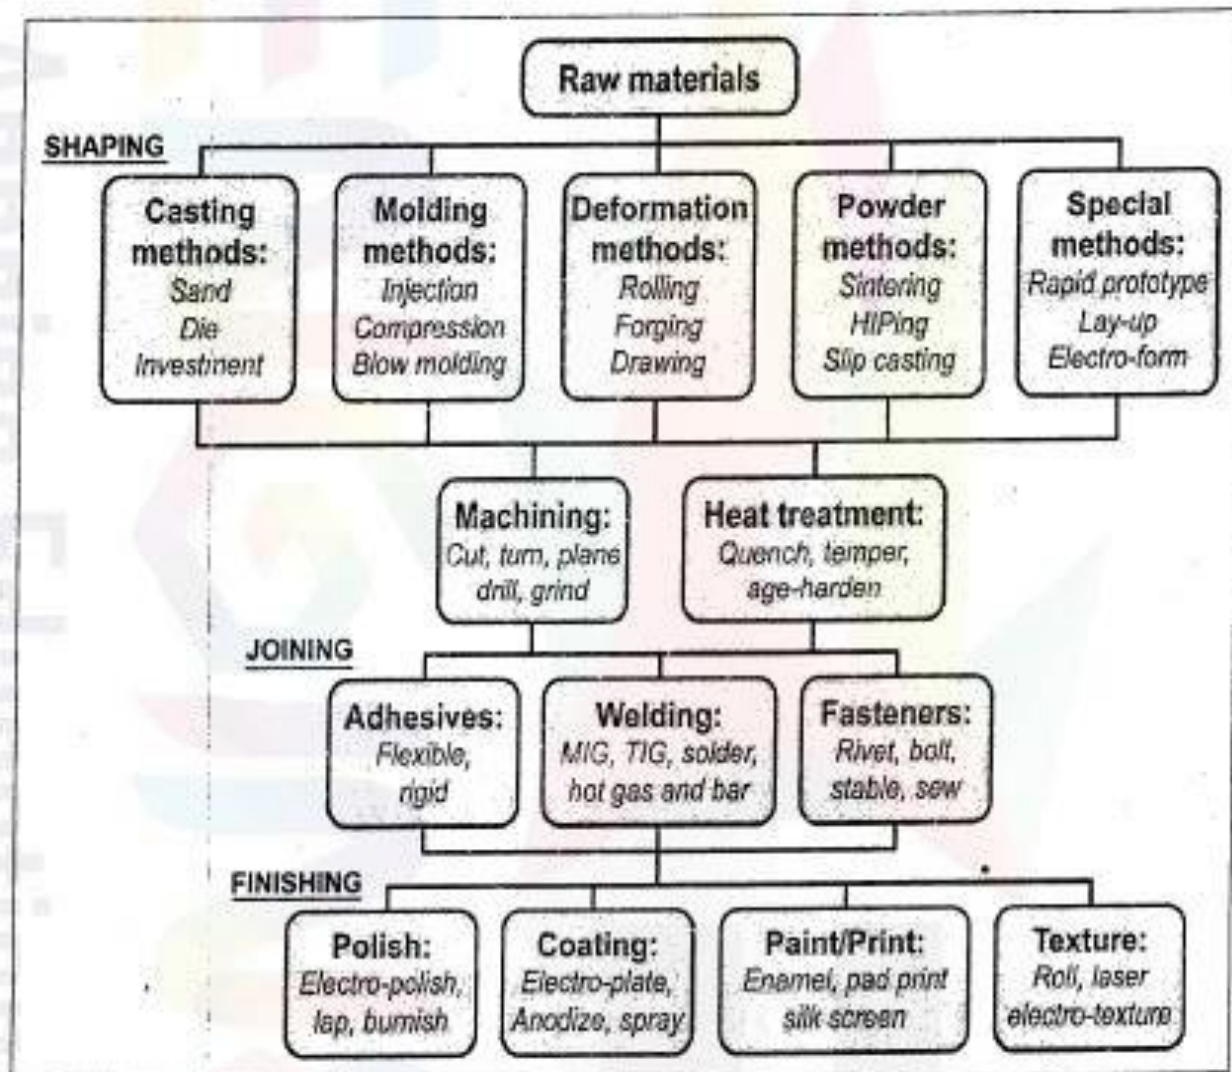 Raw materials
SHAPING
Casting
methods:
Sand
Die
Investment
Molding
methods:
Injection
Compression
Blow molding
Deformation
methods:
Rolling
Forging
Drawing
Powder
methods:
Sintering
HIPing
Slip casting
Special
methods:
Rapid prototype
Lay-up
Electro-form
Machining:
Cut, turn, plane
drill, grind
Heat treatment:
Quench, temper,
age-harden
JOINING
Adhesives:
Flexible,
rigid
Welding:
MIG, TIG, solder,
hot gas and bar
Fasteners:
Rivet, bolt,
stable, sew
FINISHING
Polish:
Electro-polish,
lap, burnish
Coating:
Electro-plate,
Anodize, spray
Paint/Print:
Enamel, pad print
silk screen
Texture:
Roll, laser
electro-texture